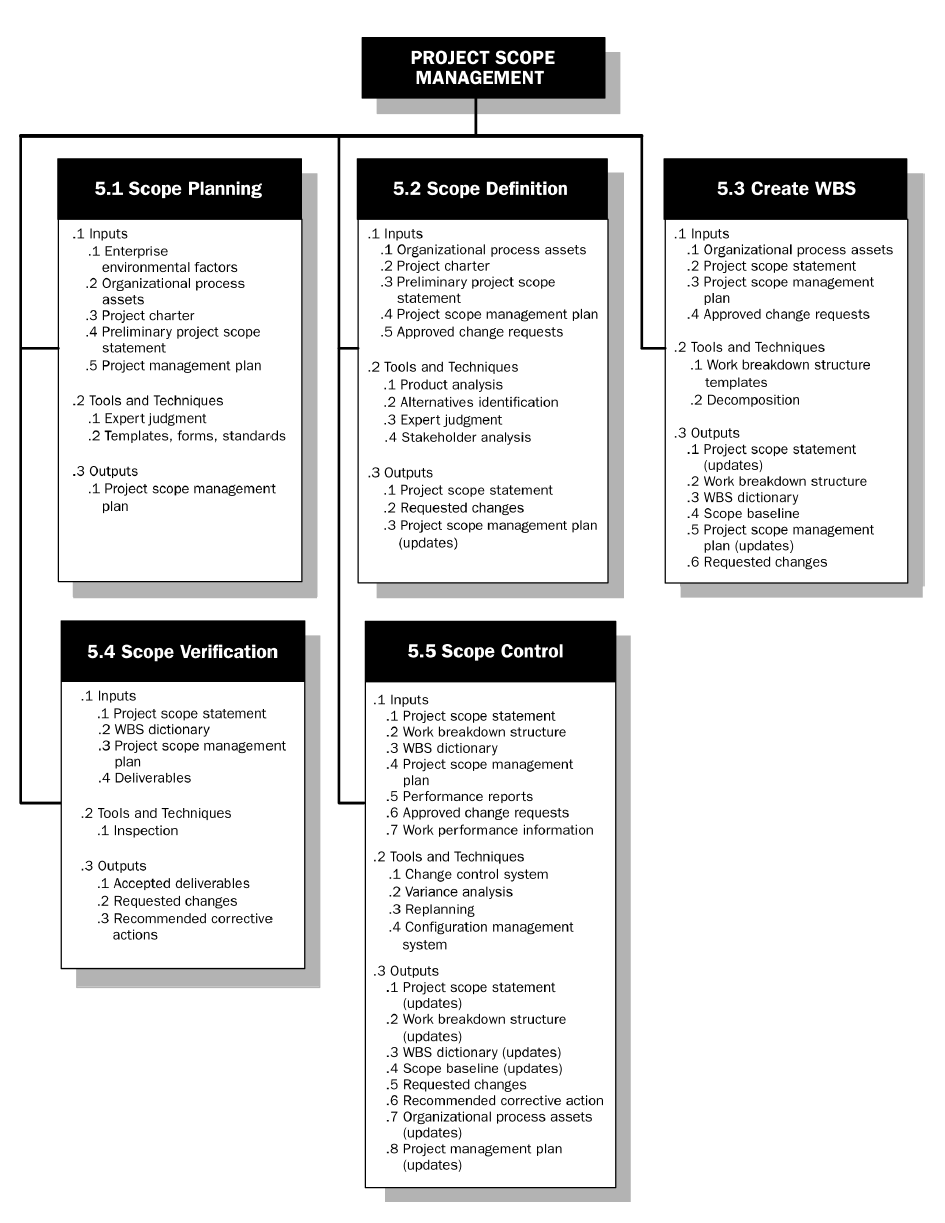 PROJECT SCOPE
MANAGEMENT
5.1 Scope Planning
.1 Inputs
.1 Enterprise
environmental factors
.2 Organizational process
assets
.3 Project charter
.4 Preliminary project scope
statement
.5 Project management plan
.2 Tools and Techniques
.1 Expert judgment
.2 Templates, forms, standards
.3 Outputs
.1 Project scope management
plan
5.2 Scope Definition
.1 Inputs
.1 Organizational process assets
.2 Project charter
.3 Preliminary project scope
statement
.4 Project scope management plan
.5 Approved change requests
.2 Tools and Techniques
.1 Product analysis
.2 Alternatives identification
.3 Expert judgment
.4 Stakeholder analysis
.3 Outputs
.1 Project scope statement
.2 Requested changes
.3 Project scope management plan
(updates)
5.3 Create WBS
.1 Inputs
.1 Organizational process assets
.2 Project scope statement
.3 Project scope management
plan
.4 Approved change requests
.2 Tools and Techniques
.1 Work breakdown structure
templates
.2 Decomposition
.3 Outputs
.1 Project scope statement
(updates)
.2 Work breakdown structure
.3 WBS dictionary
.4 Scope baseline
.5 Project scope management
plan (updates)
.6 Requested changes
5.4 Scope Verification
.1 Inputs
.1 Project scope statement
.2 WBS dictionary
.3 Project scope management
plan
.4 Deliverables
.2 Tools and Techniques
.1 Inspection
.3 Outputs
.1 Accepted deliverables
.2 Requested changes
.3 Recommended corrective
actions
5.5 Scope Control
.1 Inputs
.1 Project scope statement
.2 Work breakdown structure
.3 WBS dictionary
.4 Project scope management
plan
.5 Performance reports
.6 Approved change requests
.7 Work performance information
.2 Tools and Techniques
.1 Change control system
.2 Variance analysis
.3 Replanning
.4 Configuration management
system
.3 Outputs
.1 Project scope statement
(updates)
.2 Work breakdown structure
(updates)
.3 WBS dictionary (updates)
.4 Scope baseline (updates)
.5 Requested changes
.6 Recommended corrective action
.7 Organizational process assets
(updates)
.8 Project management plan
(updates)